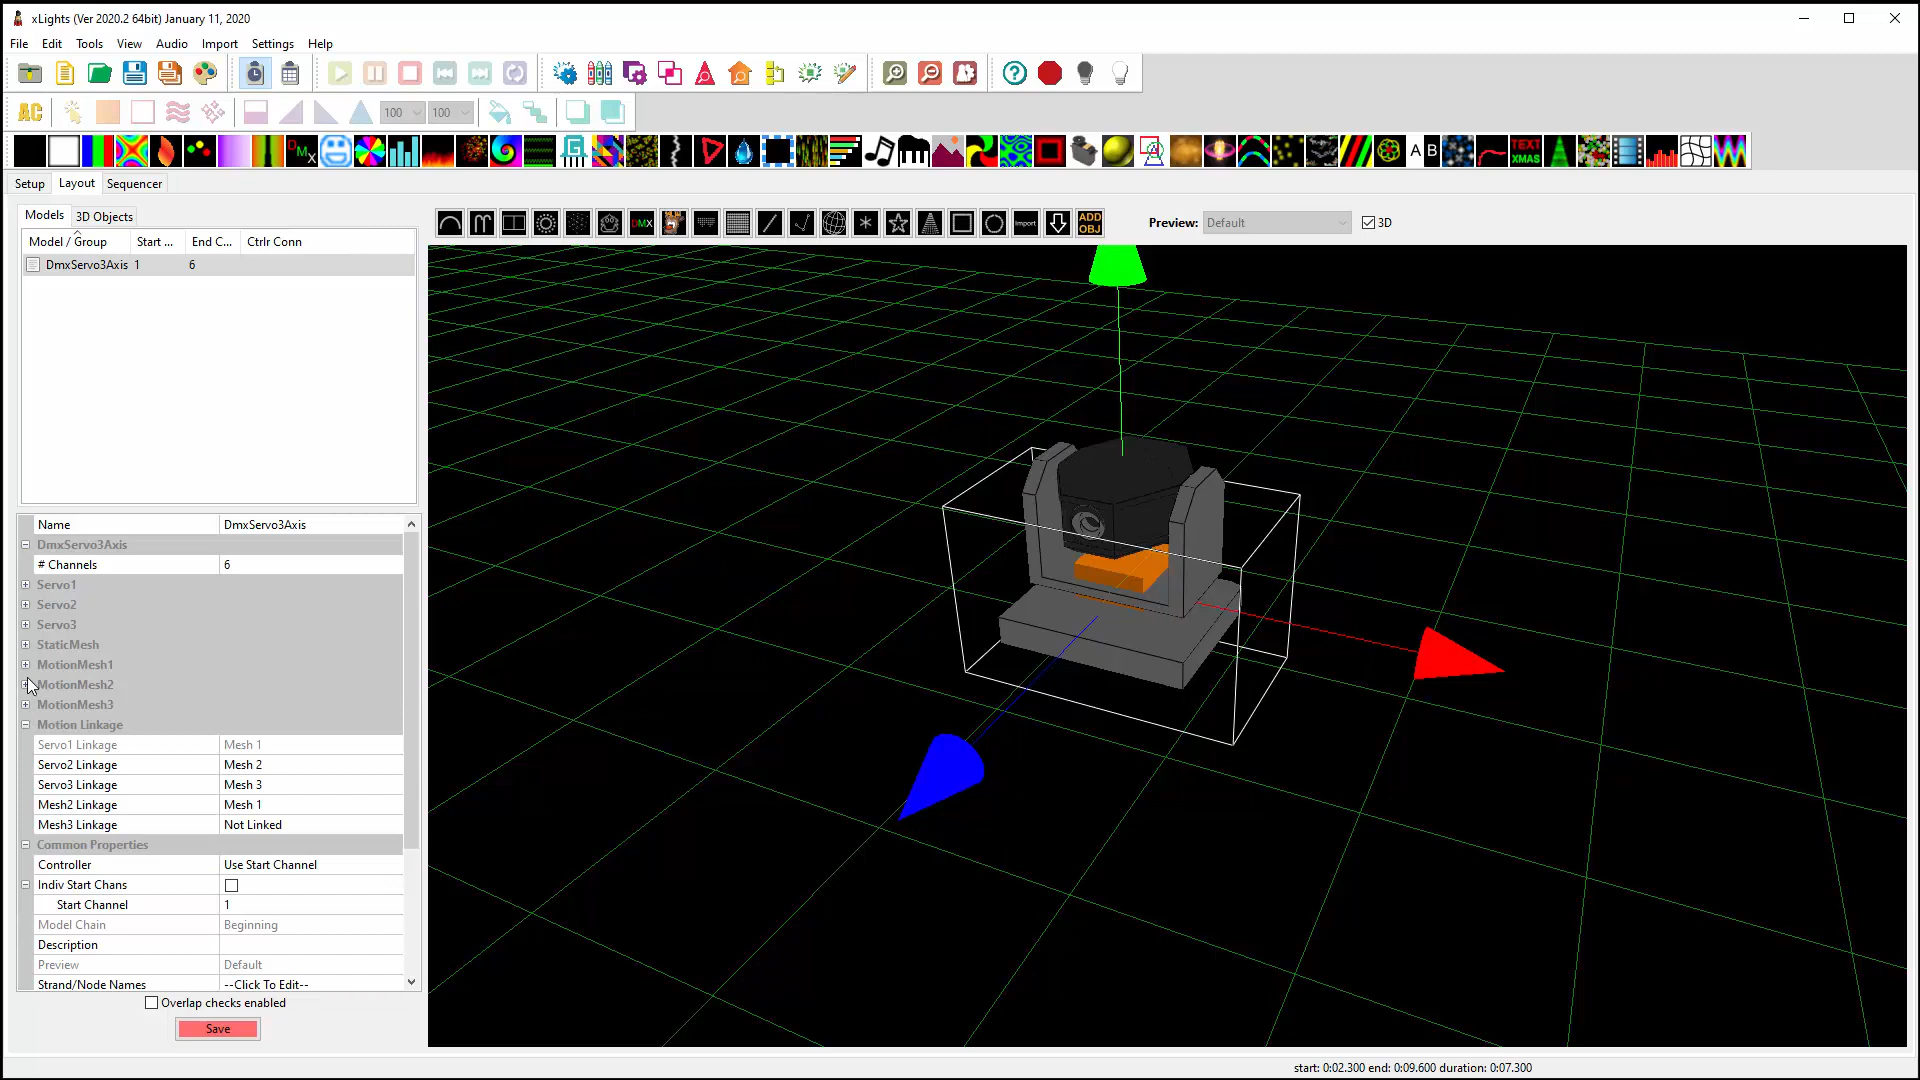 xLights (Ver 2020.2 64bit) January 11, 2020
File Edit Tools View Audio Import Settings Help
AC 100 100
DMX A B TEXT XMAS
Setup Layout Sequencer
Models 3D Objects
DMX Import ADD OBJ Preview: Default 3D
Model / Group Start ... End C... Ctrlr Conn
DmxServo3Axis 1 6
Name DmxServo3Axis
DmxServo3Axis
# Channels 6
Servo1
Servo2
Servo3
StaticMesh
MotionMesh1
MotionMesh2
MotionMesh3
Motion Linkage
Servo1 Linkage Mesh 1
Servo2 Linkage Mesh 2
Servo3 Linkage Mesh 3
Mesh2 Linkage Mesh 1
Mesh3 Linkage Not Linked
Common Properties
Controller Use Start Channel
Indiv Start Chans
Start Channel 1
Model Chain Beginning
Description
Preview Default
Strand/Node Names --Click To Edit--
Overlap checks enabled
Save
start: 0:02.300 end: 0:09.600 duration: 0:07.300